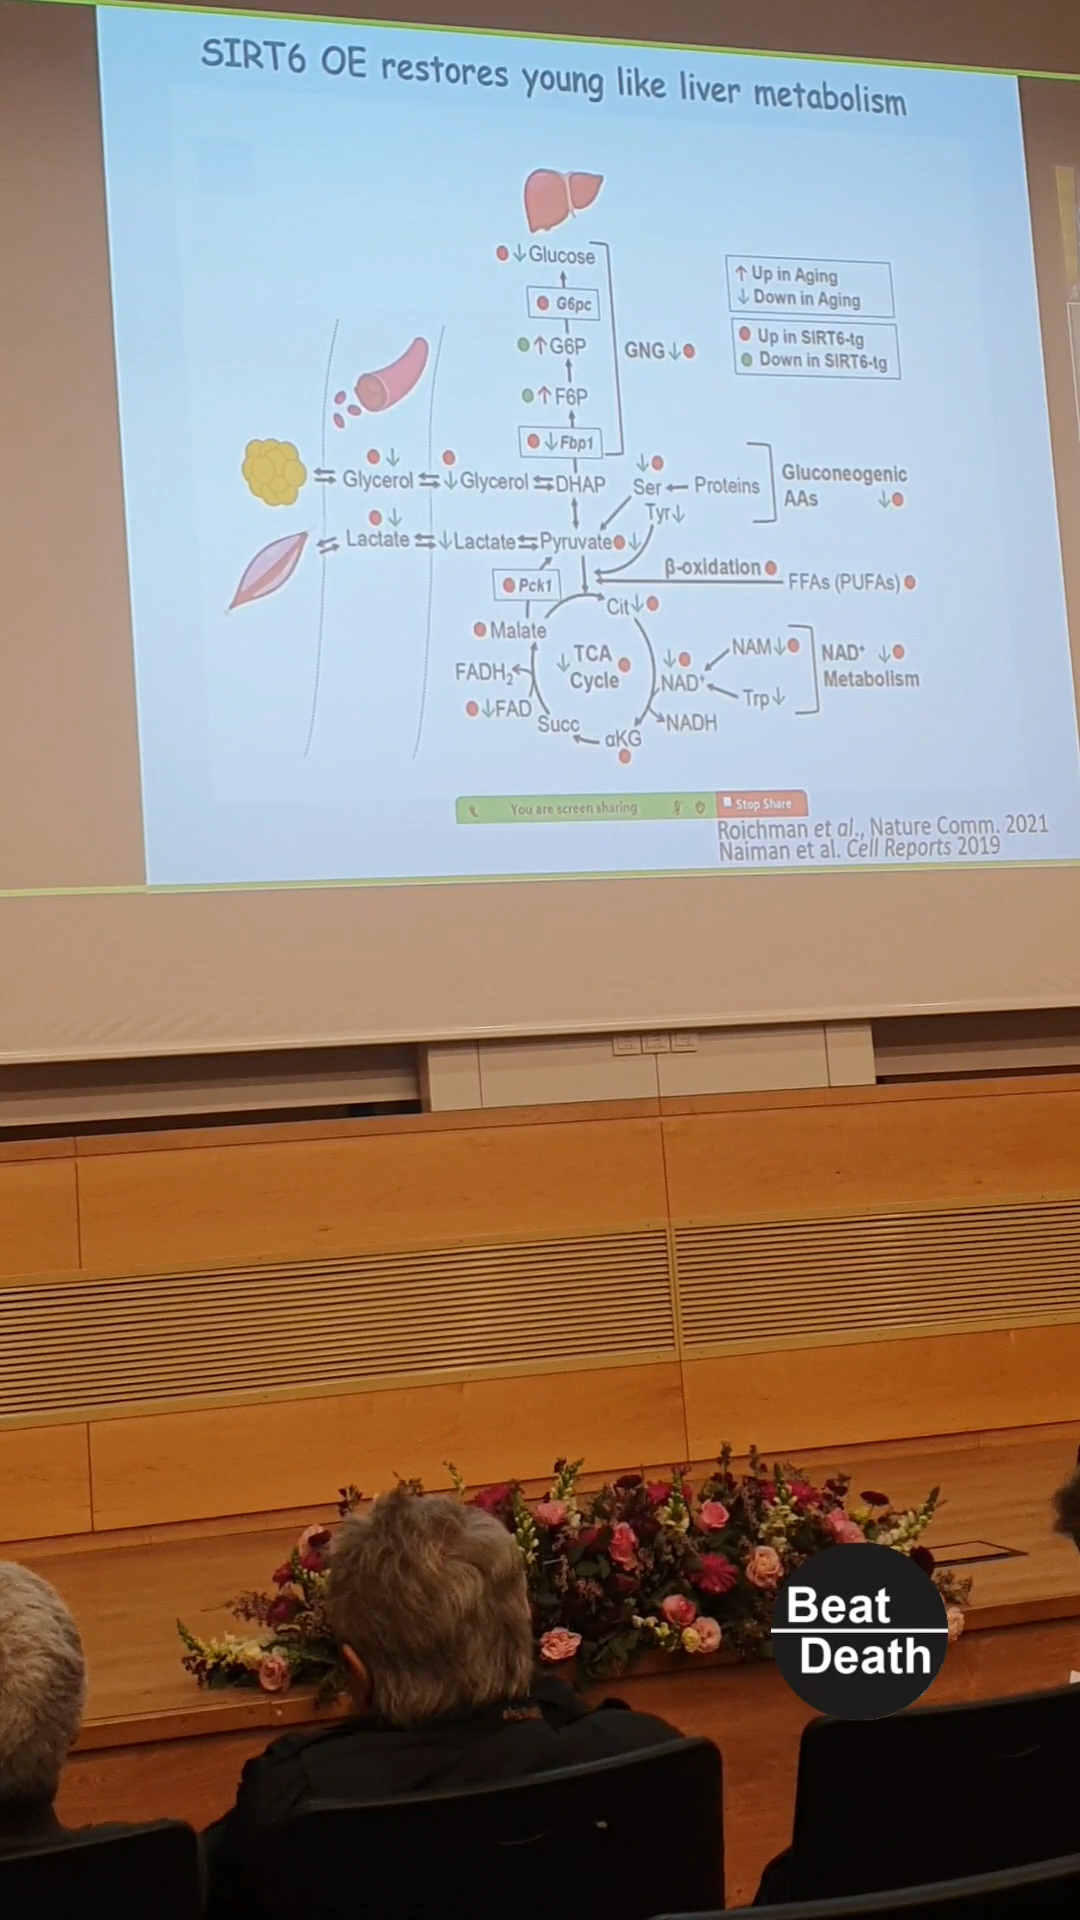 SIRT6 OE restores young like liver metabolism
↓Glucose
G6pc
↑G6P
GNG↓
↑F6P
↓Fbp1
↑ Up in Aging
↓ Down in Aging
Up in SIRT6-tg
Down in SIRT6-tg
↓
↓
Glycerol ⇆ ↓Glycerol ⇆ DHAP
Ser ← Proteins
Tyr↓
Gluconeogenic
AAs ↓
↓
Lactate ⇆ ↓Lactate ⇆ Pyruvate ↓
β-oxidation
FFAs (PUFAs)
Pck1
Cit↓
Malate
↓ TCA
Cycle
FADH₂
↓FAD
Succ
αKG
↓
NAD⁺
NADH
NAM↓
Trp↓
NAD⁺ ↓
Metabolism
You are screen sharing
Stop Share
Roichman et al., Nature Comm. 2021
Naiman et al. Cell Reports 2019
Beat
Death